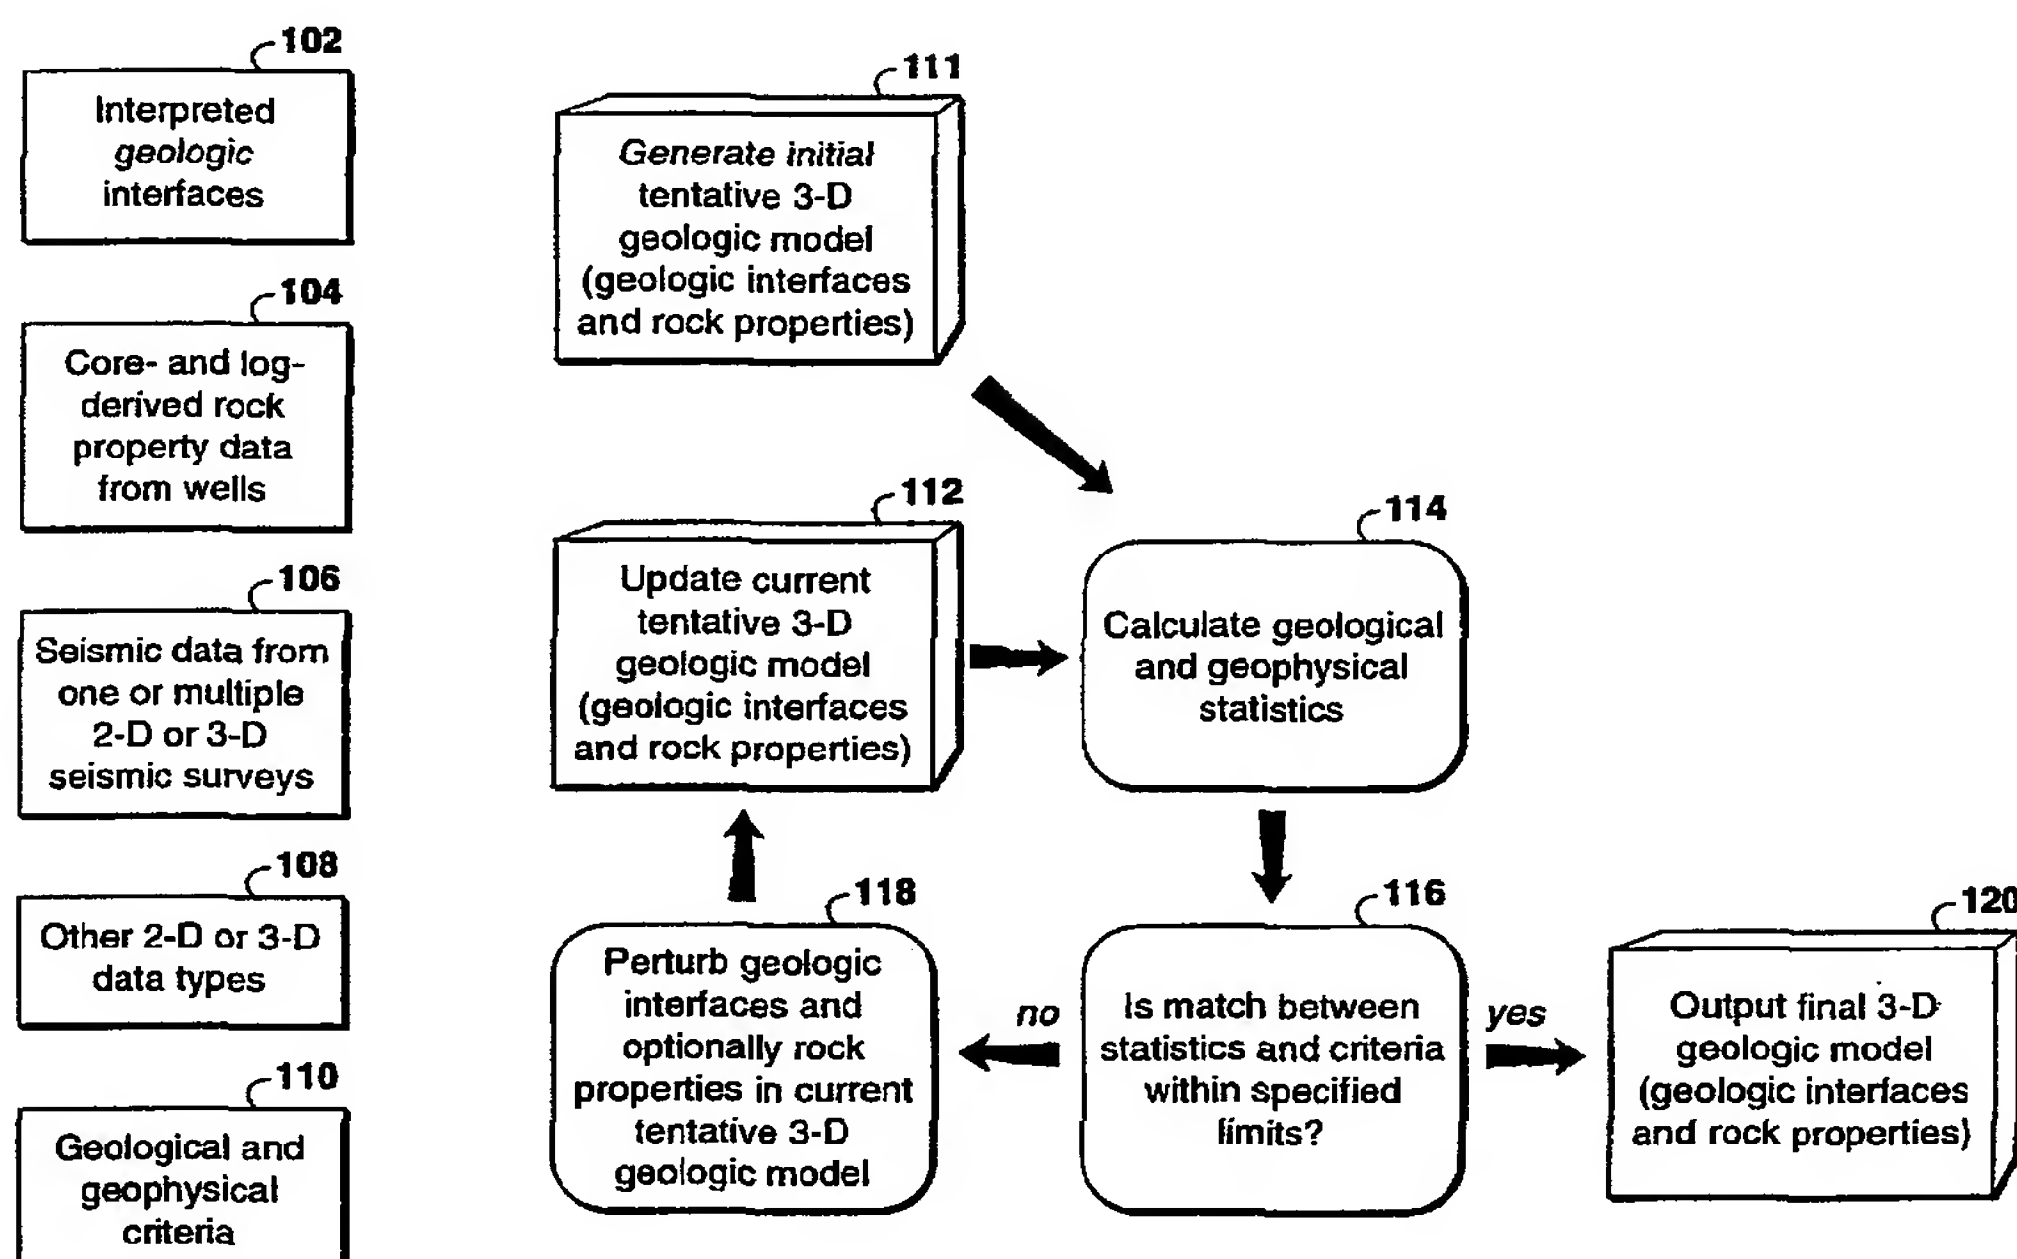 102
Interpreted
geologic
interfaces
104
Core- and log-
derived rock
property data
from wells
106
Seismic data from
one or multiple
2-D or 3-D
seismic surveys
108
Other 2-D or 3-D
data types
110
Geological and
geophysical
criteria
111
Generate initial
tentative 3-D
geologic model
(geologic interfaces
and rock properties)
112
Update current
tentative 3-D
geologic model
(geologic interfaces
and rock properties)
114
Calculate geological
and geophysical
statistics
118
Perturb geologic
interfaces and
optionally rock
properties in current
tentative 3-D
geologic model
no
116
Is match between
statistics and criteria
within specified
limits?
yes
120
Output final 3-D
geologic model
(geologic interfaces
and rock properties)